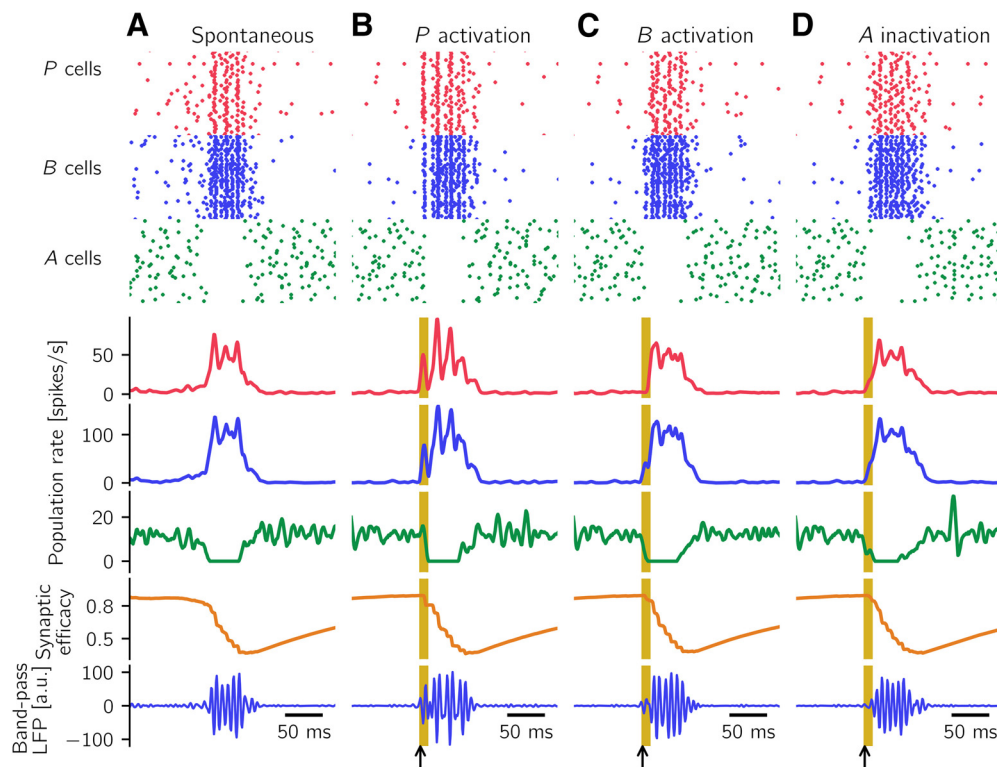 A B C D
Spontaneous P activation B activation A inactivation
P cells
B cells
A cells
Population rate [spikes/s]
50
0
100
0
20
0
Synaptic
efficacy
0.8
0.5
Band-pass
LFP [a.u.]
100
0
−100
50 ms 50 ms 50 ms 50 ms